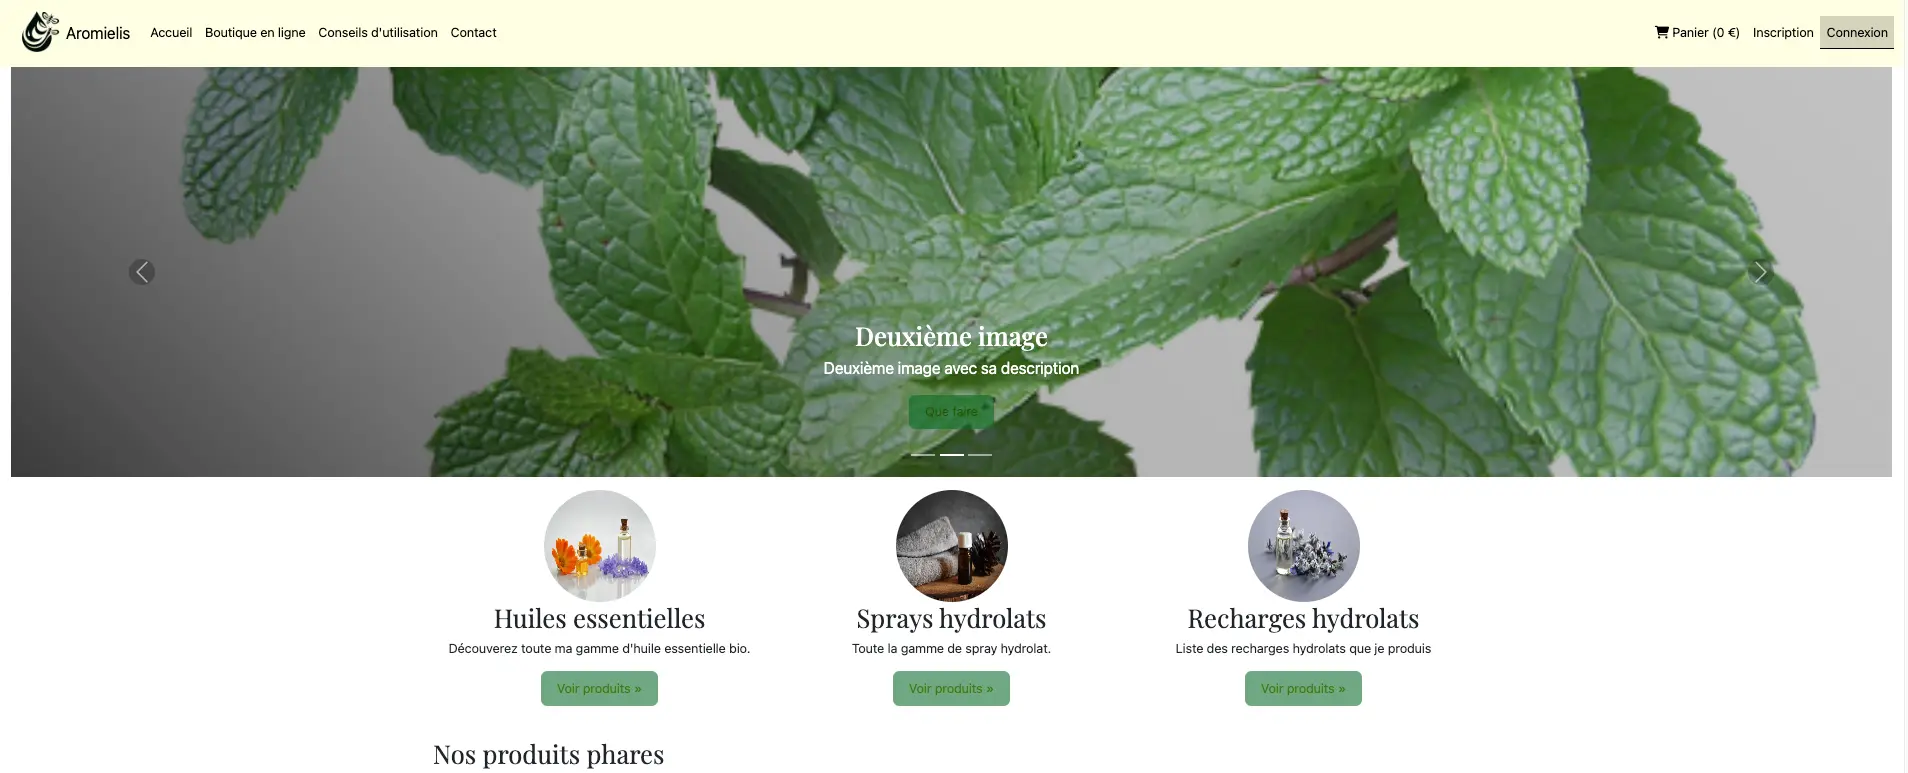 Aromielis
Accueil
Boutique en ligne
Conseils d'utilisation
Contact
Panier (0 €)
Inscription
Connexion
Deuxième image
Deuxième image avec sa description
Que faire
Huiles essentielles
Découverez toute ma gamme d'huile essentielle bio.
Voir produits »
Sprays hydrolats
Toute la gamme de spray hydrolat.
Voir produits »
Recharges hydrolats
Liste des recharges hydrolats que je produis
Voir produits »
Nos produits phares